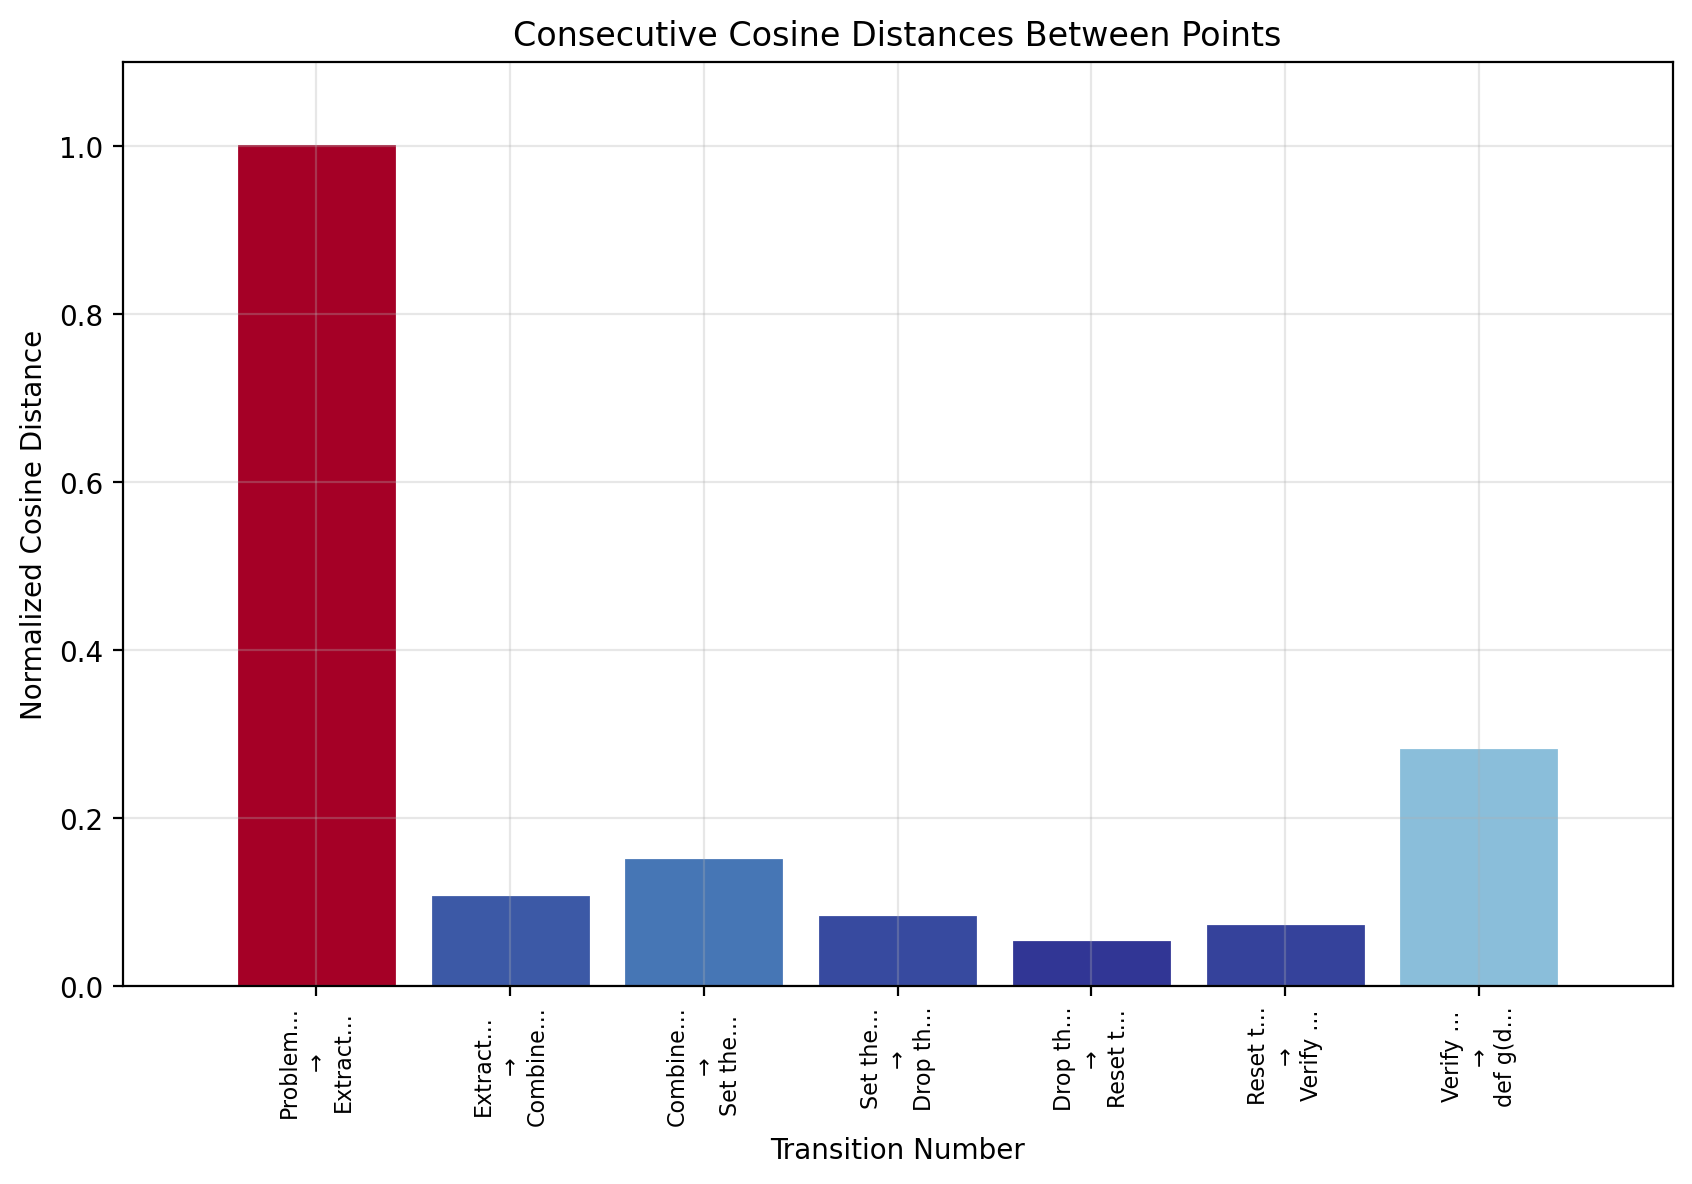 Consecutive Cosine Distances Between Points
Normalized Cosine Distance
1.0
0.8
0.6
0.4
0.2
0.0
Problem...
→
Extract...
Extract...
→
Combine...
Combine...
→
Set the...
Set the...
→
Drop th...
Drop th...
→
Reset t...
Reset t...
→
Verify ...
Verify ...
→
def g(d...
Transition Number